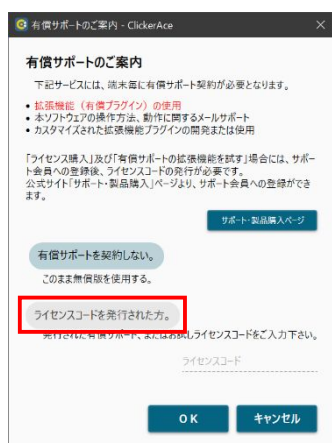 有償サポートのご案内 - ClickerAce
有償サポートのご案内
下記サービスには、端末毎に有償サポート契約が必要となります。
• 拡張機能（有償プラグイン）の使用
• 本ソフトウェアの操作方法、動作に関するメールサポート
• カスタマイズされた拡張機能プラグインの開発または使用
「ライセンス購入」及び「有償サポートの拡張機能を試す」場合には、サポー
ト会員への登録後、ライセンスコードの発行が必要です。
公式サイト「サポート・製品購入」ページより、サポート会員への登録ができ
ます。
サポート・製品購入ページ
有償サポートを契約しない。
このまま無償版を使用する。
ライセンスコードを発行された方。
発行された有償サポート、またはお試しライセンスコードをご入力下さい。
ライセンスコード
OK
キャンセル